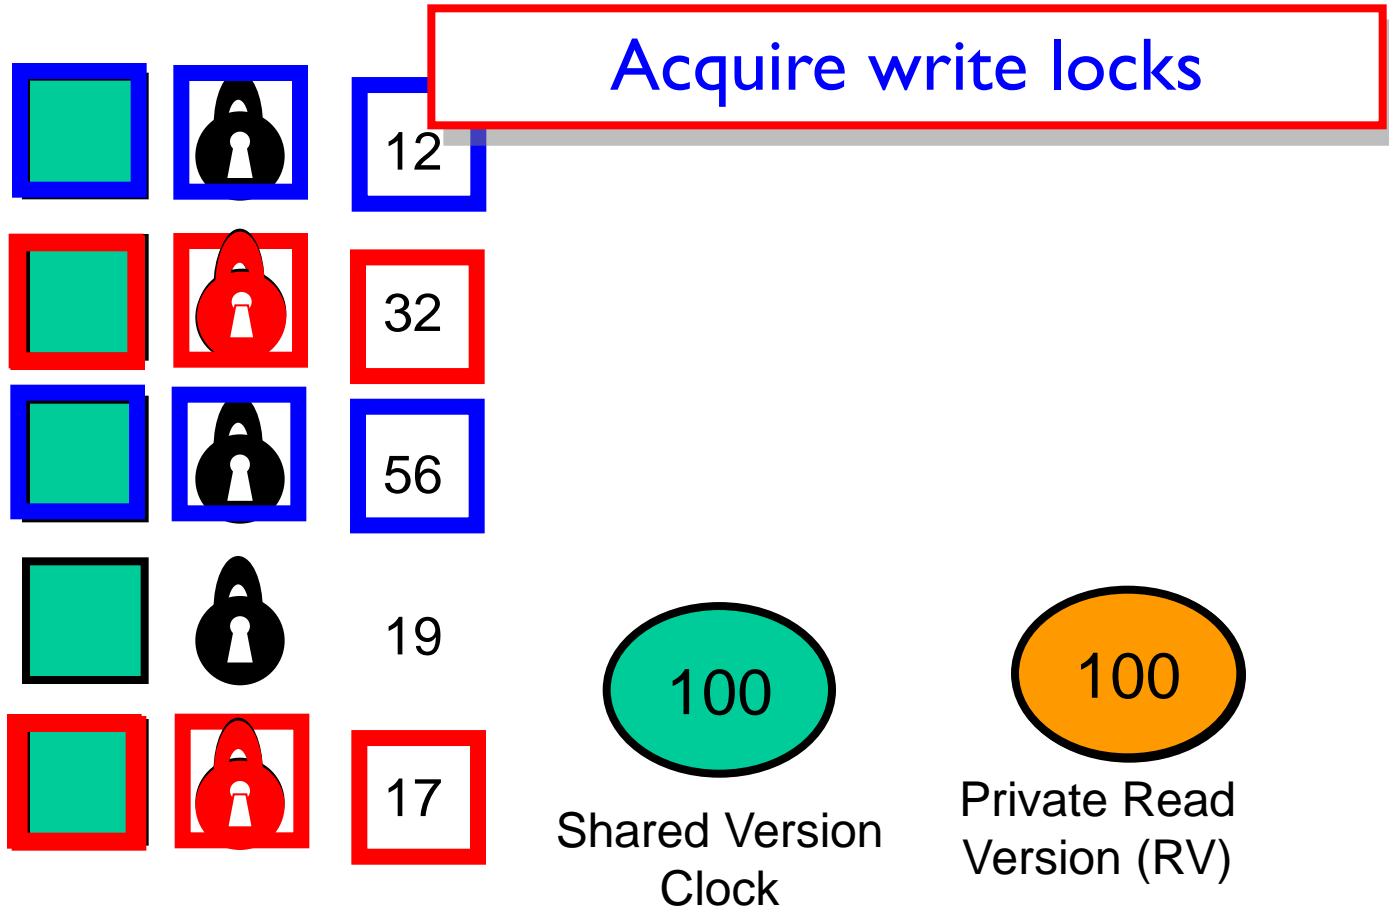 Acquire write locks
12
32
56
19
17
100
Shared Version
Clock
100
Private Read
Version (RV)